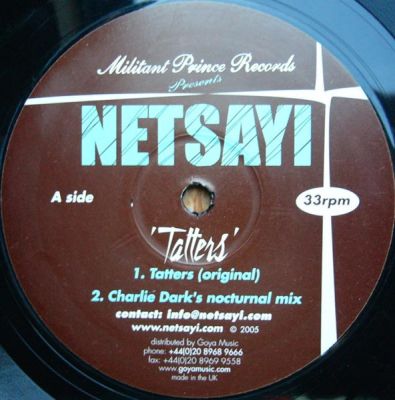 Militant Prince Records
Presents
NETSAYI
A side
33rpm
'Tatters'
1. Tatters (original)
2. Charlie Dark's nocturnal mix
contact: info@netsayi.com
www.netsayi.com © 2005
distributed by Goya Music
phone: +44(0)20 8968 9666
fax: +44(0)20 8969 9558
www.goyamusic.com
made in the UK